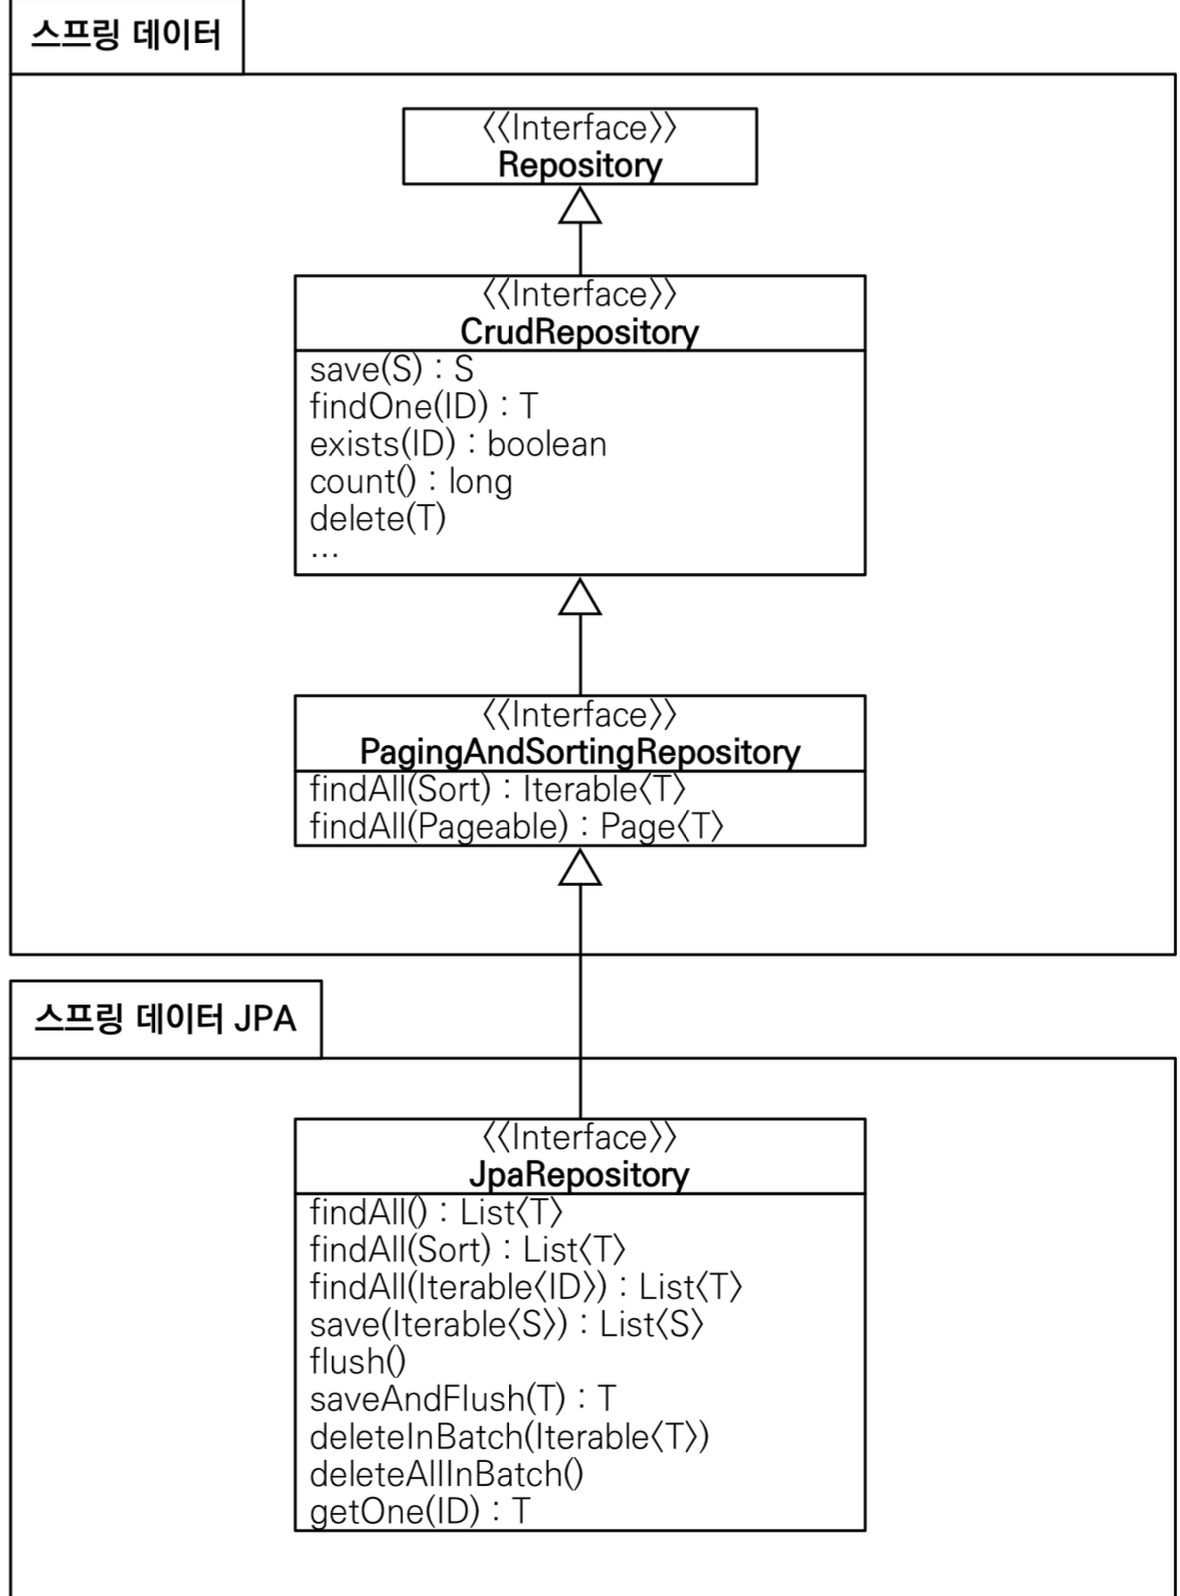 스프링 데이터
《Interface》
Repository
《Interface》
CrudRepository
save(S) : S
findOne(ID) : T
exists(ID) : boolean
count() : long
delete(T)
...
《Interface》
PagingAndSortingRepository
findAll(Sort) : Iterable〈T〉
findAll(Pageable) : Page〈T〉
스프링 데이터 JPA
《Interface》
JpaRepository
findAll() : List〈T〉
findAll(Sort) : List〈T〉
findAll(Iterable〈ID〉) : List〈T〉
save(Iterable〈S〉) : List〈S〉
flush()
saveAndFlush(T) : T
deleteInBatch(Iterable〈T〉)
deleteAllInBatch()
getOne(ID) : T